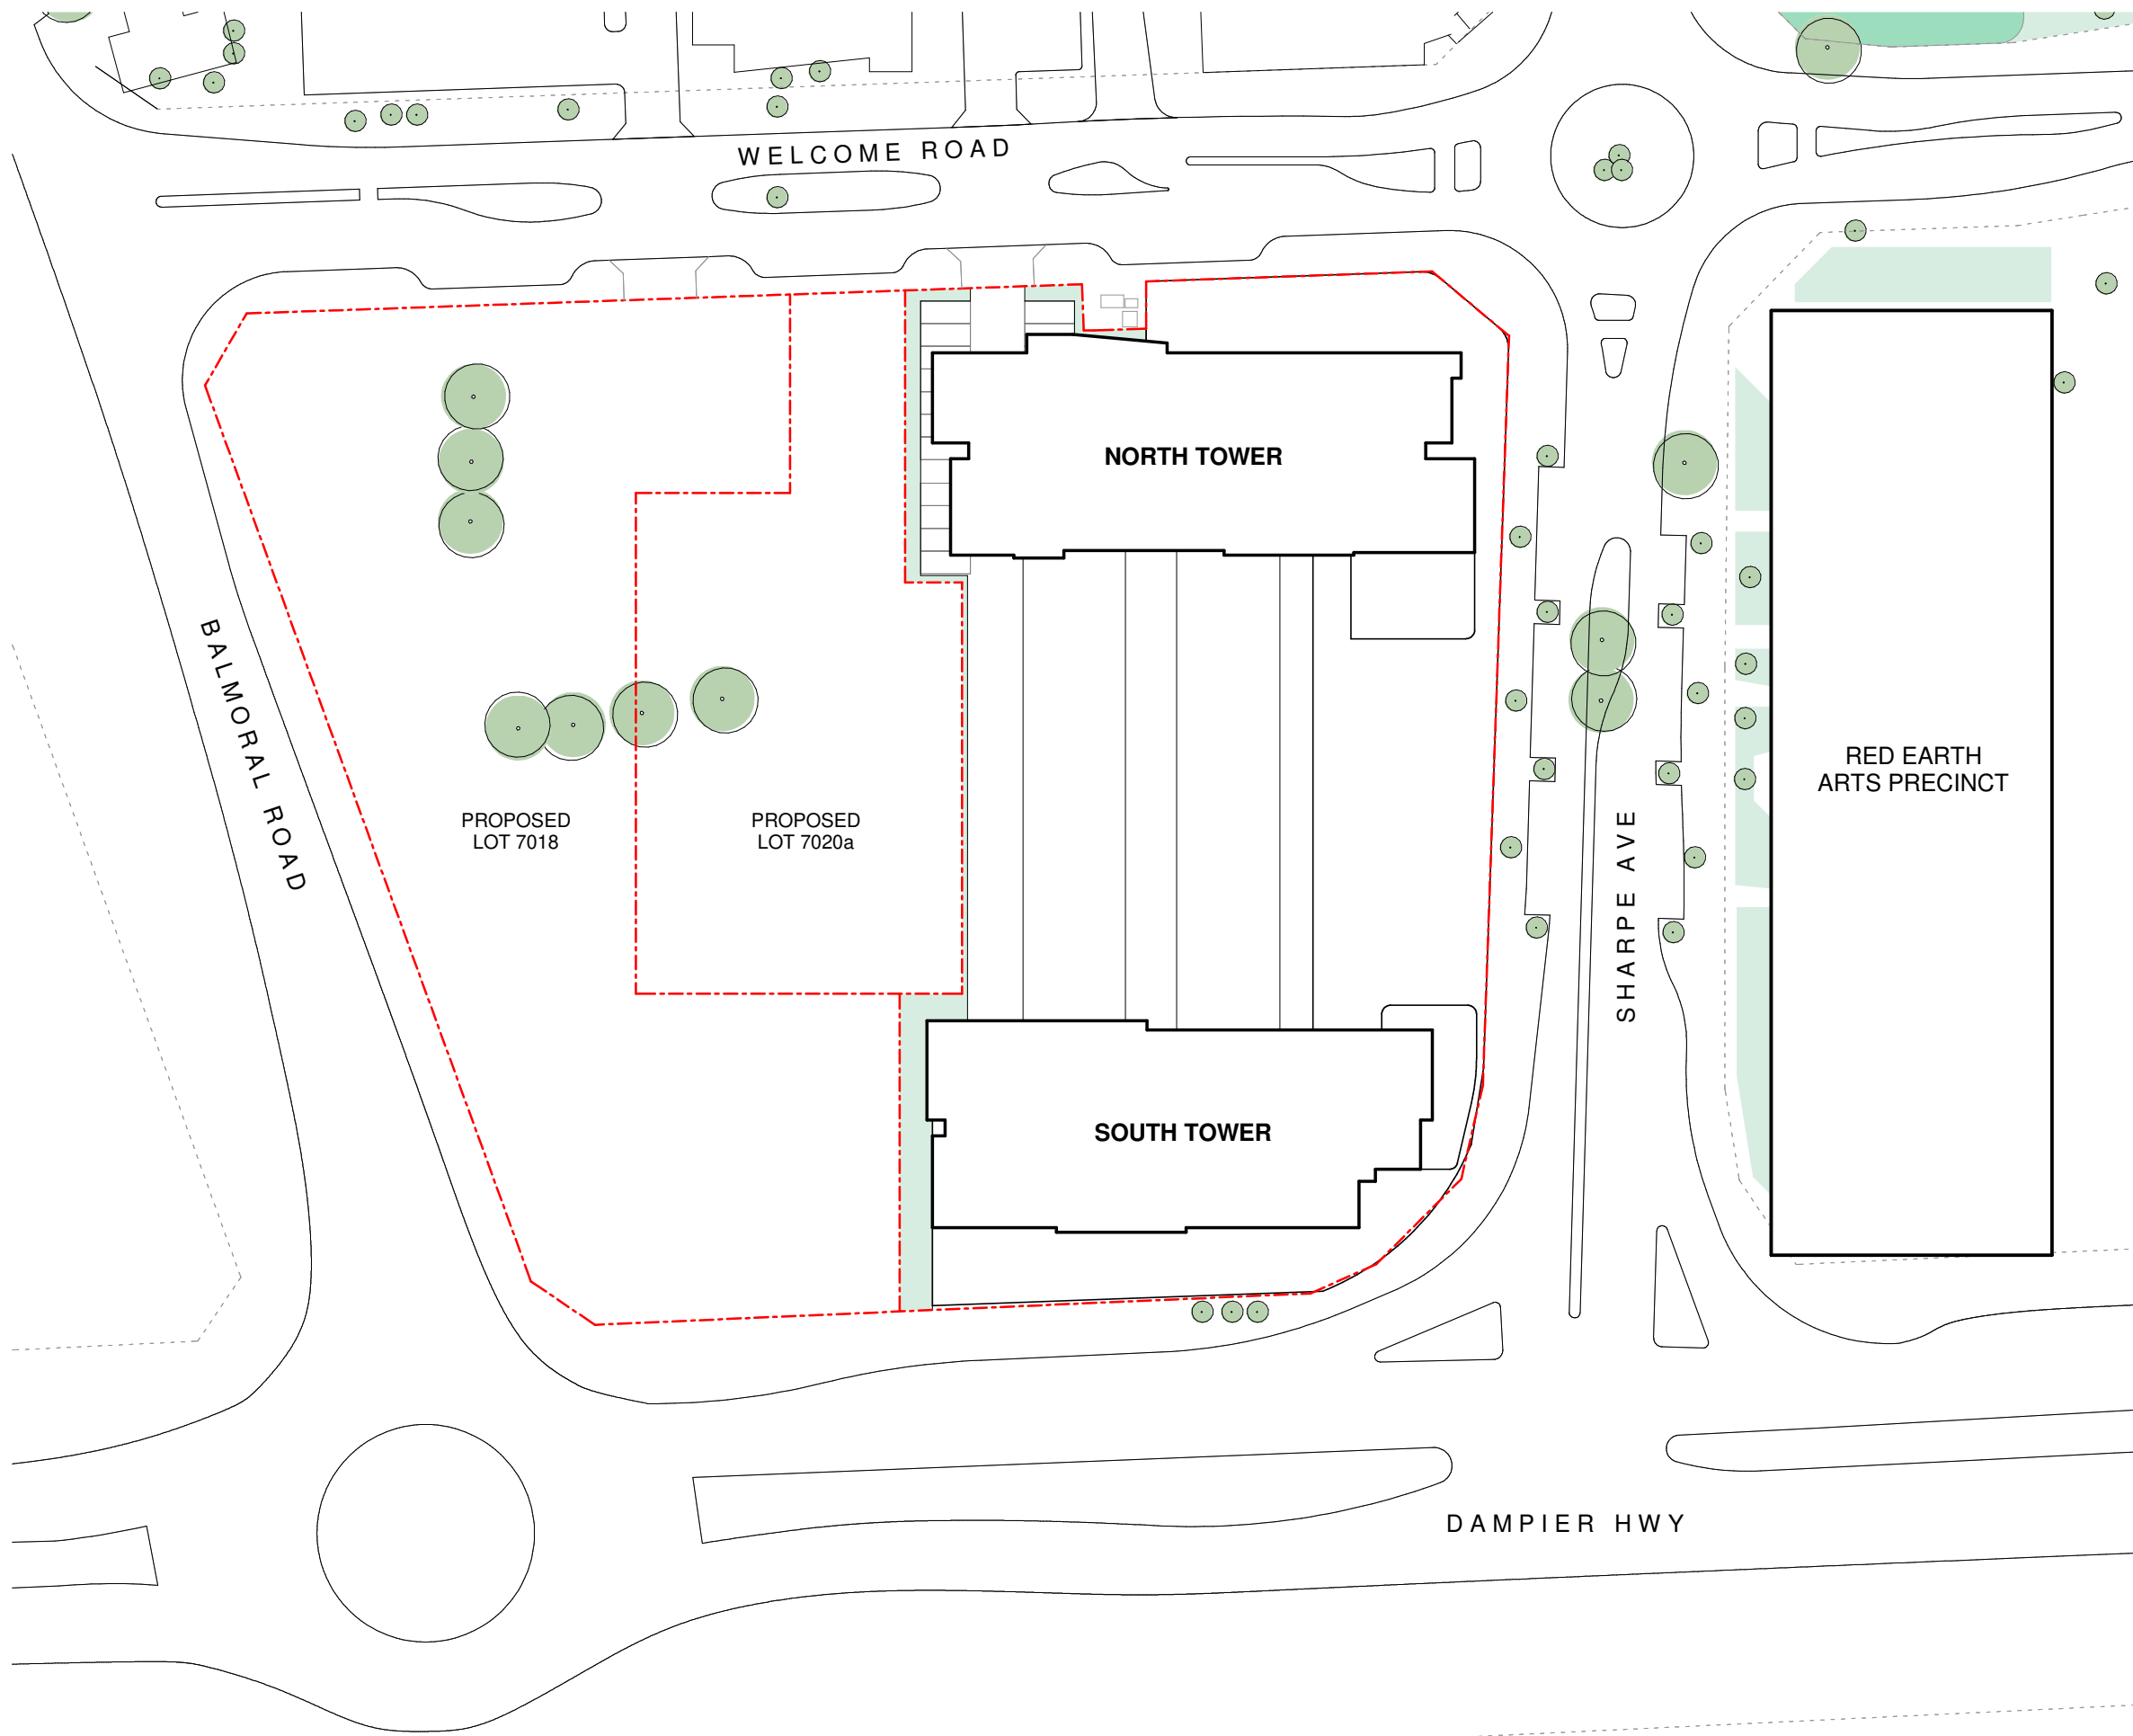 WELCOME ROAD
NORTH TOWER
BALMORAL ROAD
RED EARTH
ARTS PRECINCT
PROPOSED
LOT 7018
PROPOSED
LOT 7020a
SHARPE AVE
SOUTH TOWER
DAMPIER HWY